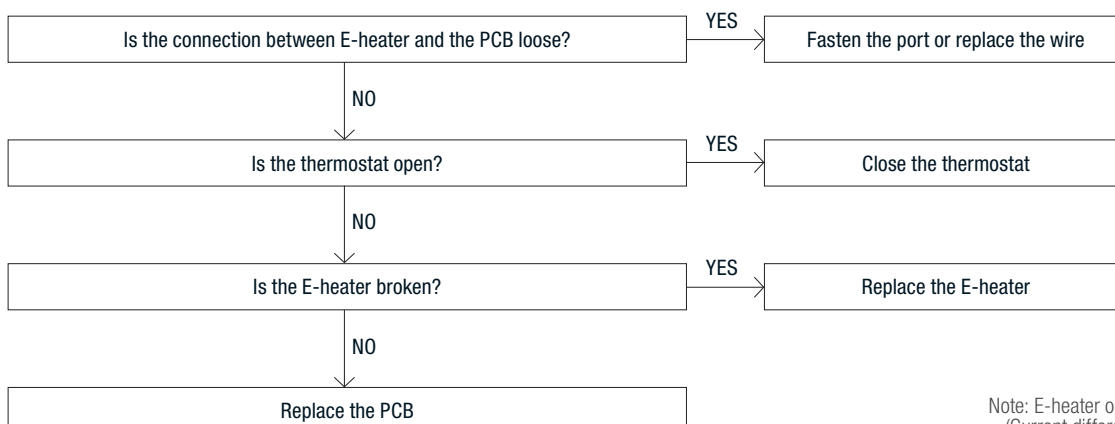 Is the connection between E-heater and the PCB loose?
YES
Fasten the port or replace the wire
NO
Is the thermostat open?
YES
Close the thermostat
NO
Is the E-heater broken?
YES
Replace the E-heater
NO
Replace the PCB
Note: E-heater
(Current